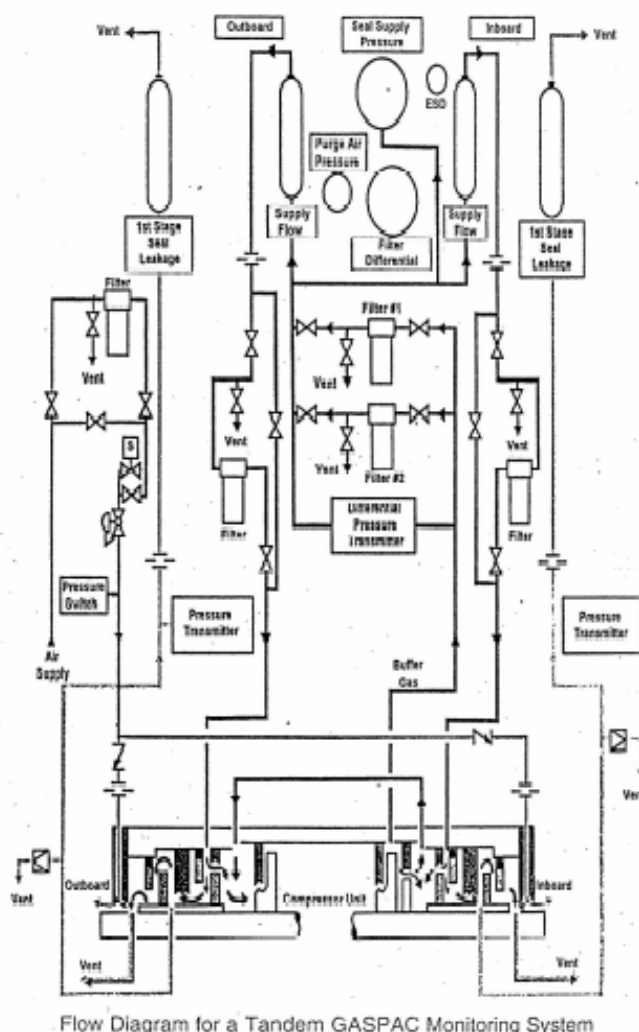 Vent
Outboard
Seal Supply
Pressure
Inboard
Vent
ESD
Purge Air
Pressure
1st Stage
Seal
Leakage
Supply
Flow
Filter
Differential
Supply
Flow
1st Stage
Seal
Leakage
Filter
Filter #1
Vent
Vent
Vent
Vent
S
Vent
Filter #2
Filter
Differential
Pressure
Transmitter
Filter
Pressure
Switch
Pressure
Transmitter
Pressure
Transmitter
Air
Supply
Buffer
Gas
Vent
Outboard
Compressor Unit
Inboard
Vent
Vent
Flow Diagram for a Tandem GASPAC Monitoring System